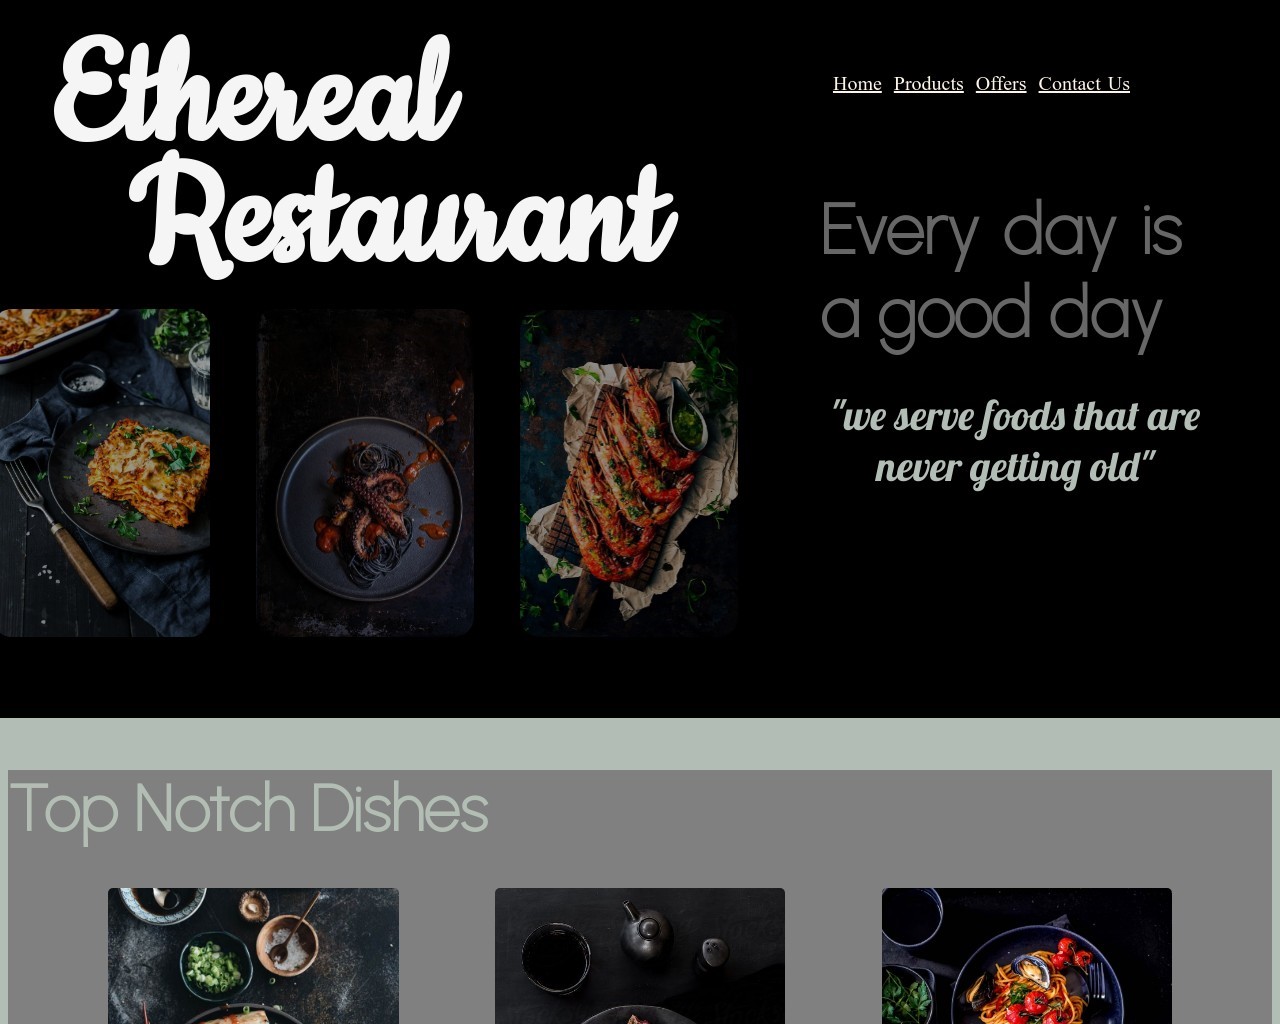 Ethereal
Restaurant
Home Products Offers Contact Us
Every day is
a good day
"we serve foods that are
never getting old"
Top Notch Dishes